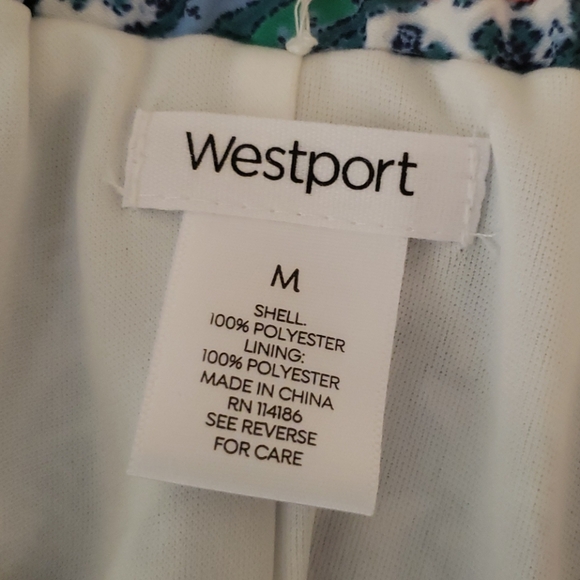 Westport
M
SHELL.
100% POLYESTER
LINING:
100% POLYESTER
MADE IN CHINA
RN 114186
SEE REVERSE
FOR CARE